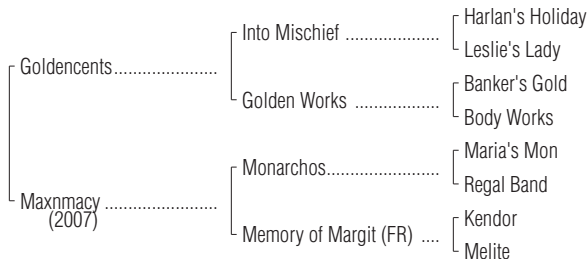 Harlan's Holiday
Into Mischief ....................
Leslie's Lady
Goldencents......................
Banker's Gold
Golden Works ..................
Body Works
Maria's Mon
Monarchos........................
Regal Band
Maxnmacy .......................
(2007)
Kendor
Memory of Margit (FR) ....
Melite